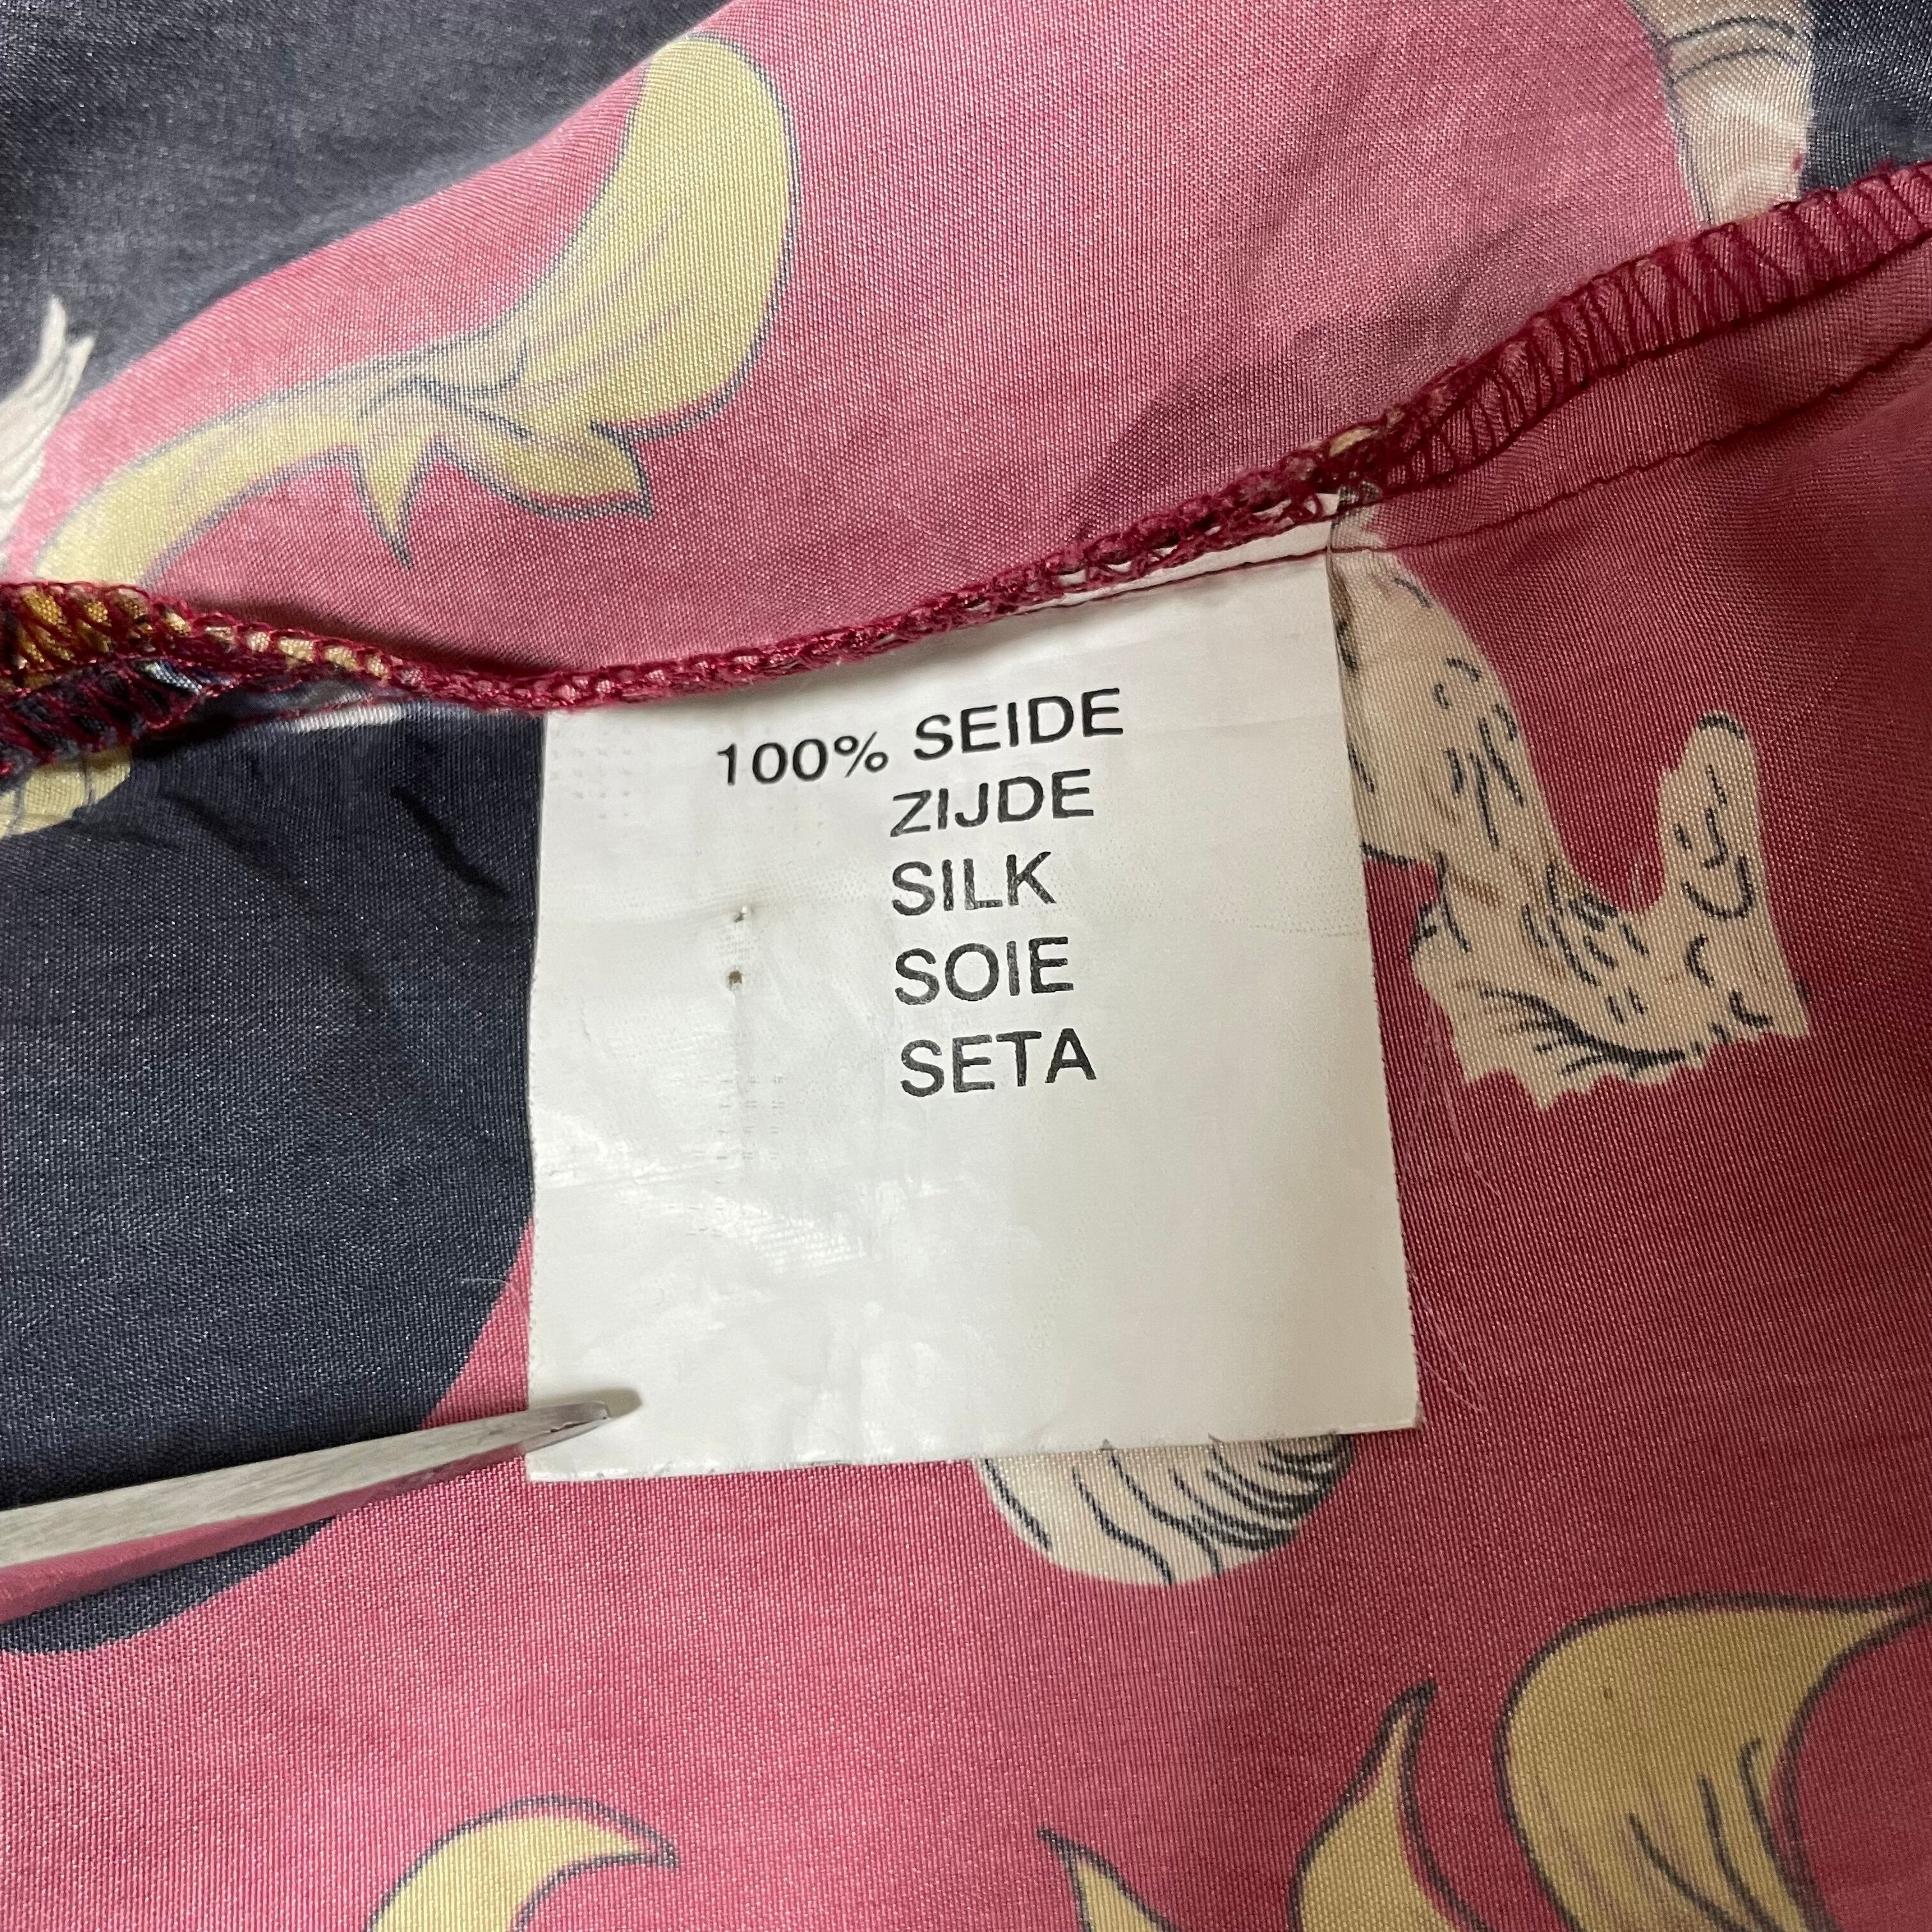 100% SEIDE
ZIJDE
SILK
SOIE
SETA